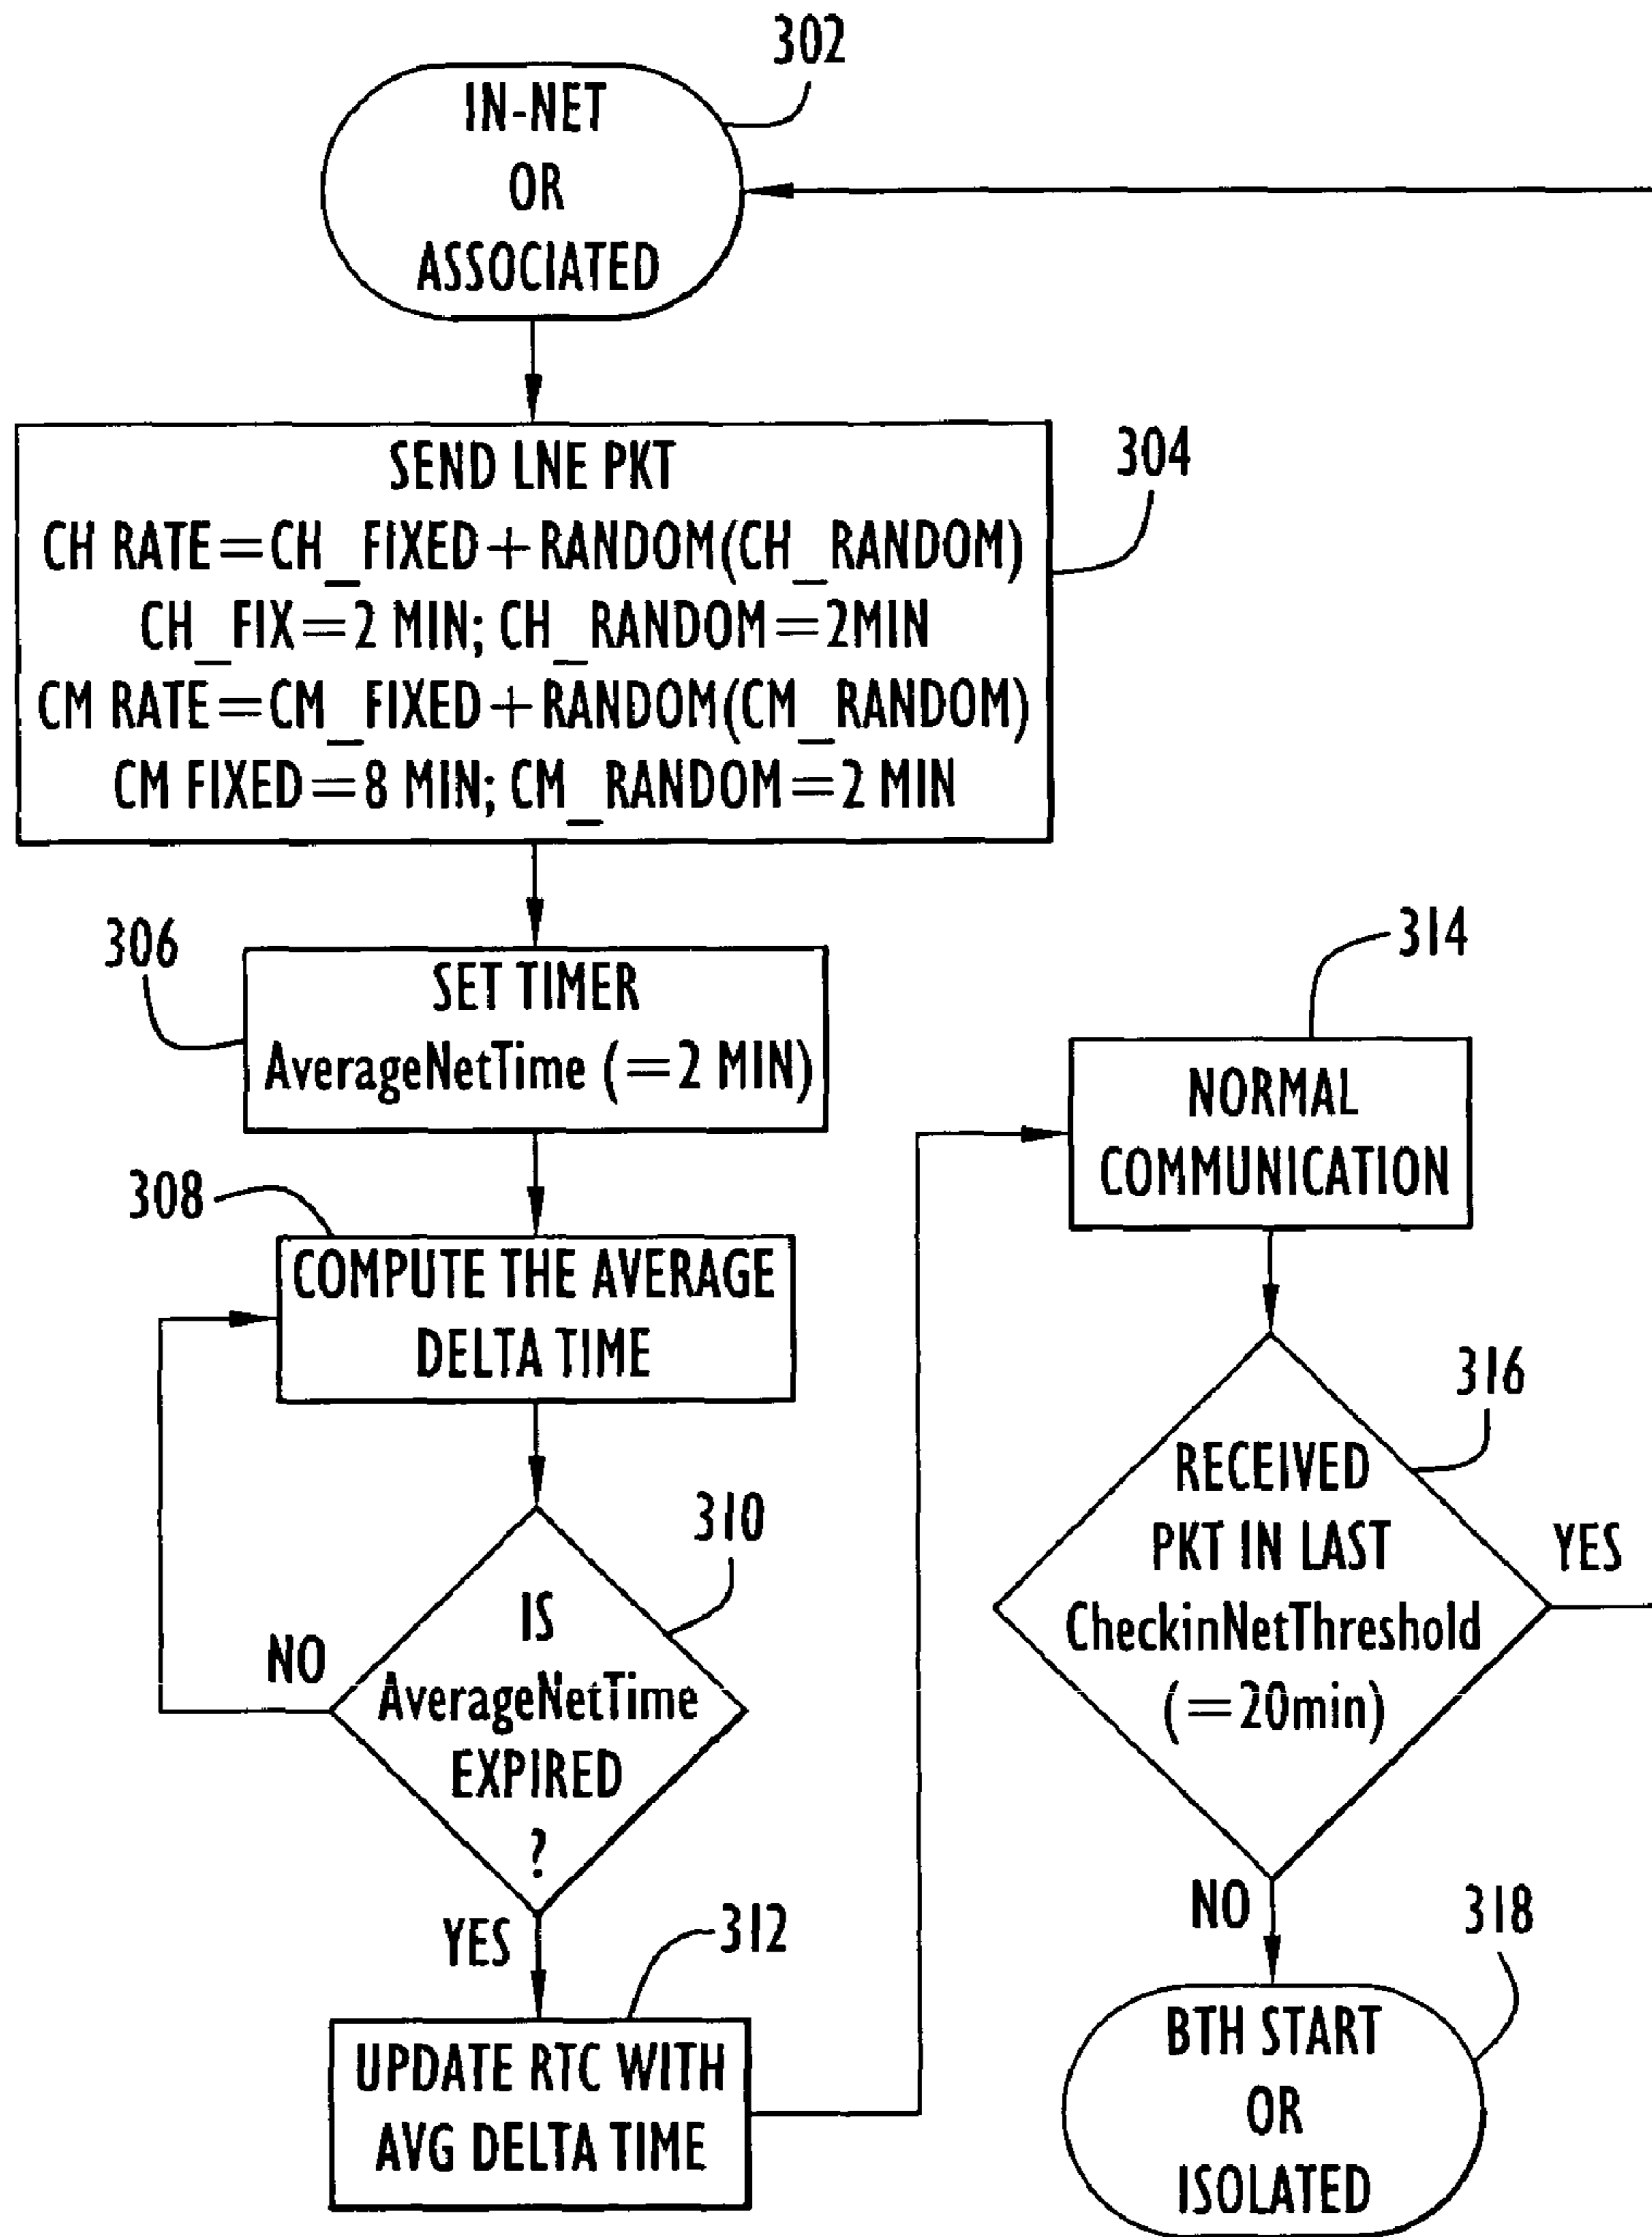 302
IN-NET
OR
ASSOCIATED
304
SEND LNE PKT
CH RATE=CH_FIXED+RANDOM(CH_RANDOM)
CH_FIX=2 MIN; CH_RANDOM=2MIN
CM RATE=CM_FIXED+RANDOM(CM_RANDOM)
CM FIXED=8 MIN; CM_RANDOM=2 MIN
306
SET TIMER
AverageNetTime (=2 MIN)
308
COMPUTE THE AVERAGE
DELTA TIME
310
IS
AverageNetTime
EXPIRED
?
NO
YES
312
UPDATE RTC WITH
AVG DELTA TIME
314
NORMAL
COMMUNICATION
316
RECEIVED
PKT IN LAST
CheckinNetThreshold
(=20min)
YES
NO
318
BTH START
OR
ISOLATED